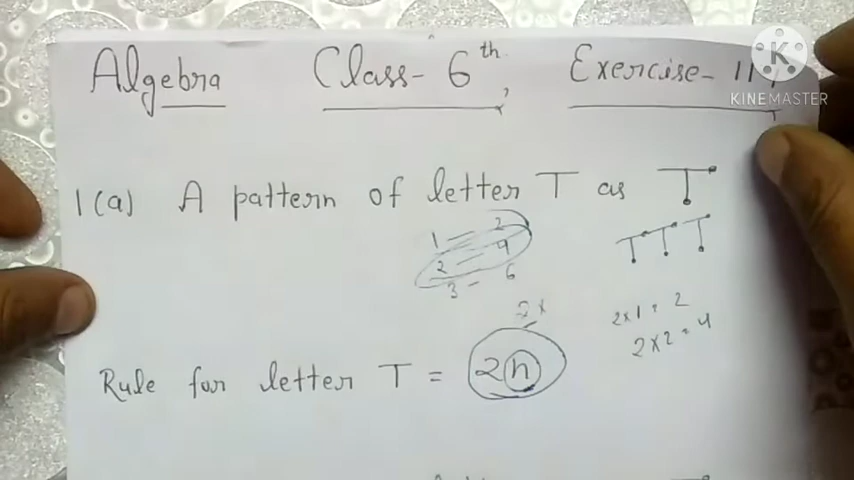 Algebra Class- 6th, Exercise- 11,
KINEMASTER
1(a) A pattern of letter T as T
1 - 2
2 - 4
3 - 6
T T T
2x1 = 2
2x2 = 4
2x
Rule for letter T = 2n